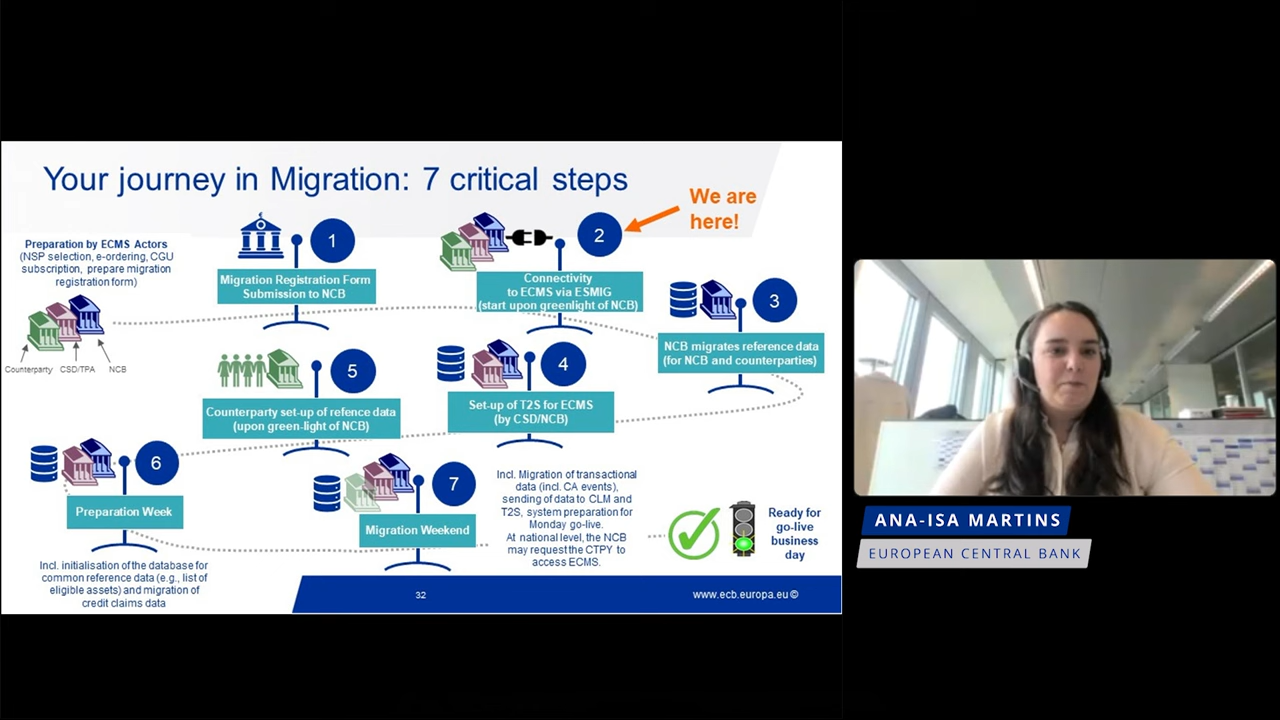 Your journey in Migration: 7 critical steps
We are
here!
Preparation by ECMS Actors
(NSP selection, e-ordering, CGU
subscription, prepare migration
registration form)
Counterparty
CSD/TPA
NCB
1
Migration Registration Form
Submission to NCB
2
Connectivity
to ECMS via ESMIG
(start upon greenlight of NCB)
3
NCB migrates reference data
(for NCB and counterparties)
4
Set-up of T2S for ECMS
(by CSD/NCB)
5
Counterparty set-up of refence data
(upon green-light of NCB)
6
Preparation Week
Incl. initialisation of the database for
common reference data (e.g., list of
eligible assets) and migration of
credit claims data
7
Migration Weekend
Incl. Migration of transactional
data (incl. CA events),
sending of data to CLM and
T2S, system preparation for
Monday go-live.
At national level, the NCB
may request the CTPY to
access ECMS.
Ready for
go-live
business
day
32
www.ecb.europa.eu ©
ANA-ISA MARTINS
EUROPEAN CENTRAL BANK